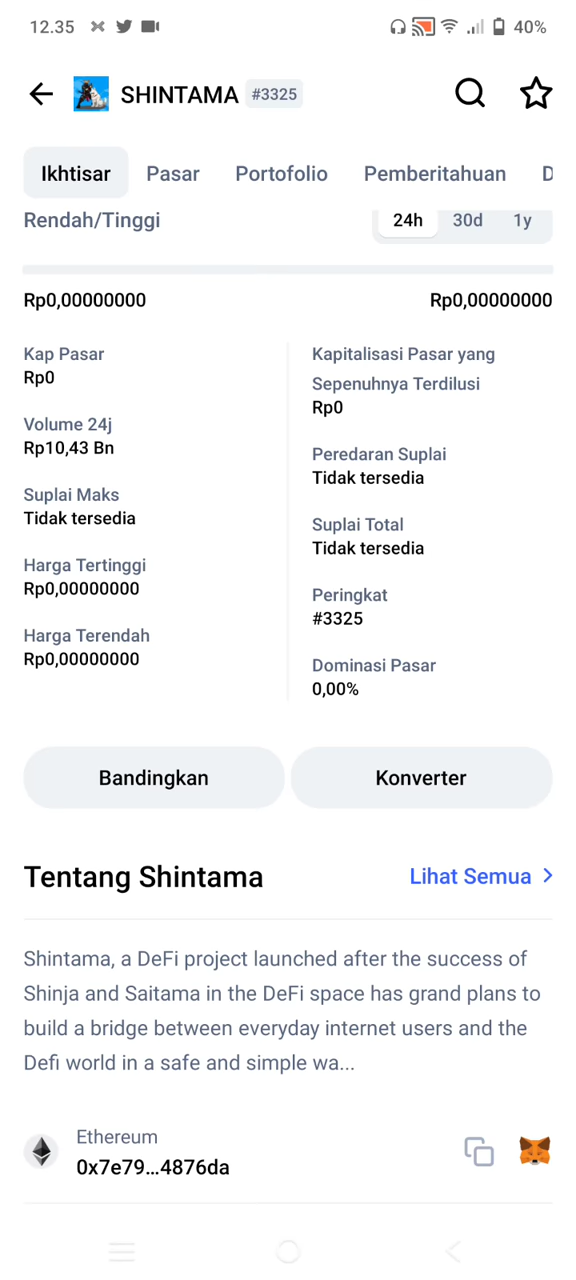 12.35
40%
SHINTAMA #3325
Ikhtisar Pasar Portofolio Pemberitahuan D
Rendah/Tinggi 24h 30d 1y
Rp0,00000000 Rp0,00000000
Kap Pasar
Rp0
Volume 24j
Rp10,43 Bn
Suplai Maks
Tidak tersedia
Harga Tertinggi
Rp0,00000000
Harga Terendah
Rp0,00000000
Kapitalisasi Pasar yang
Sepenuhnya Terdilusi
Rp0
Peredaran Suplai
Tidak tersedia
Suplai Total
Tidak tersedia
Peringkat
#3325
Dominasi Pasar
0,00%
Bandingkan Konverter
Tentang Shintama Lihat Semua
Shintama, a DeFi project launched after the success of
Shinja and Saitama in the DeFi space has grand plans to
build a bridge between everyday internet users and the
Defi world in a safe and simple wa...
Ethereum
0x7e79...4876da